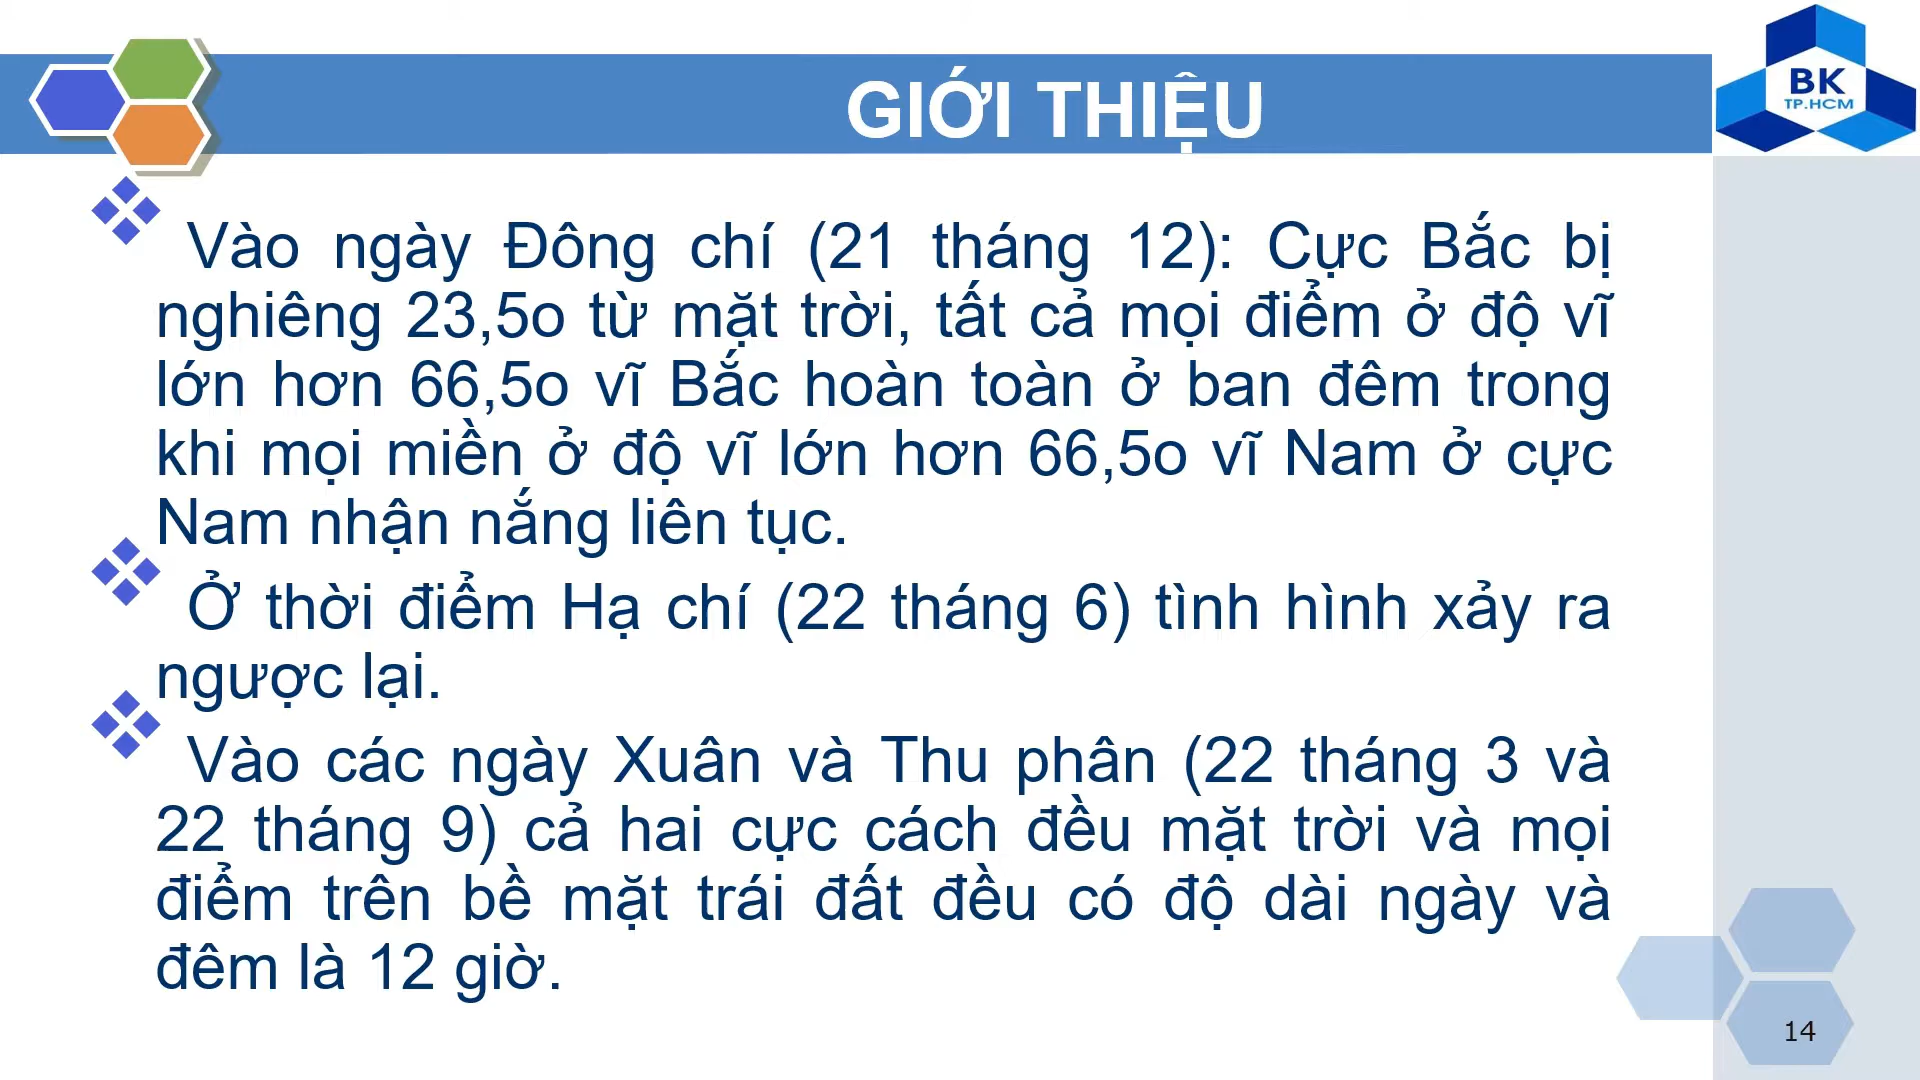 GIỚI THIỆU
BK
TP.HCM
Vào ngày Đông chí (21 tháng 12): Cực Bắc bị
nghiêng 23,5o từ mặt trời, tất cả mọi điểm ở độ vĩ
lớn hơn 66,5o vĩ Bắc hoàn toàn ở ban đêm trong
khi mọi miền ở độ vĩ lớn hơn 66,5o vĩ Nam ở cực
Nam nhận nắng liên tục.
Ở thời điểm Hạ chí (22 tháng 6) tình hình xảy ra
ngược lại.
Vào các ngày Xuân và Thu phân (22 tháng 3 và
22 tháng 9) cả hai cực cách đều mặt trời và mọi
điểm trên bề mặt trái đất đều có độ dài ngày và
đêm là 12 giờ.
14